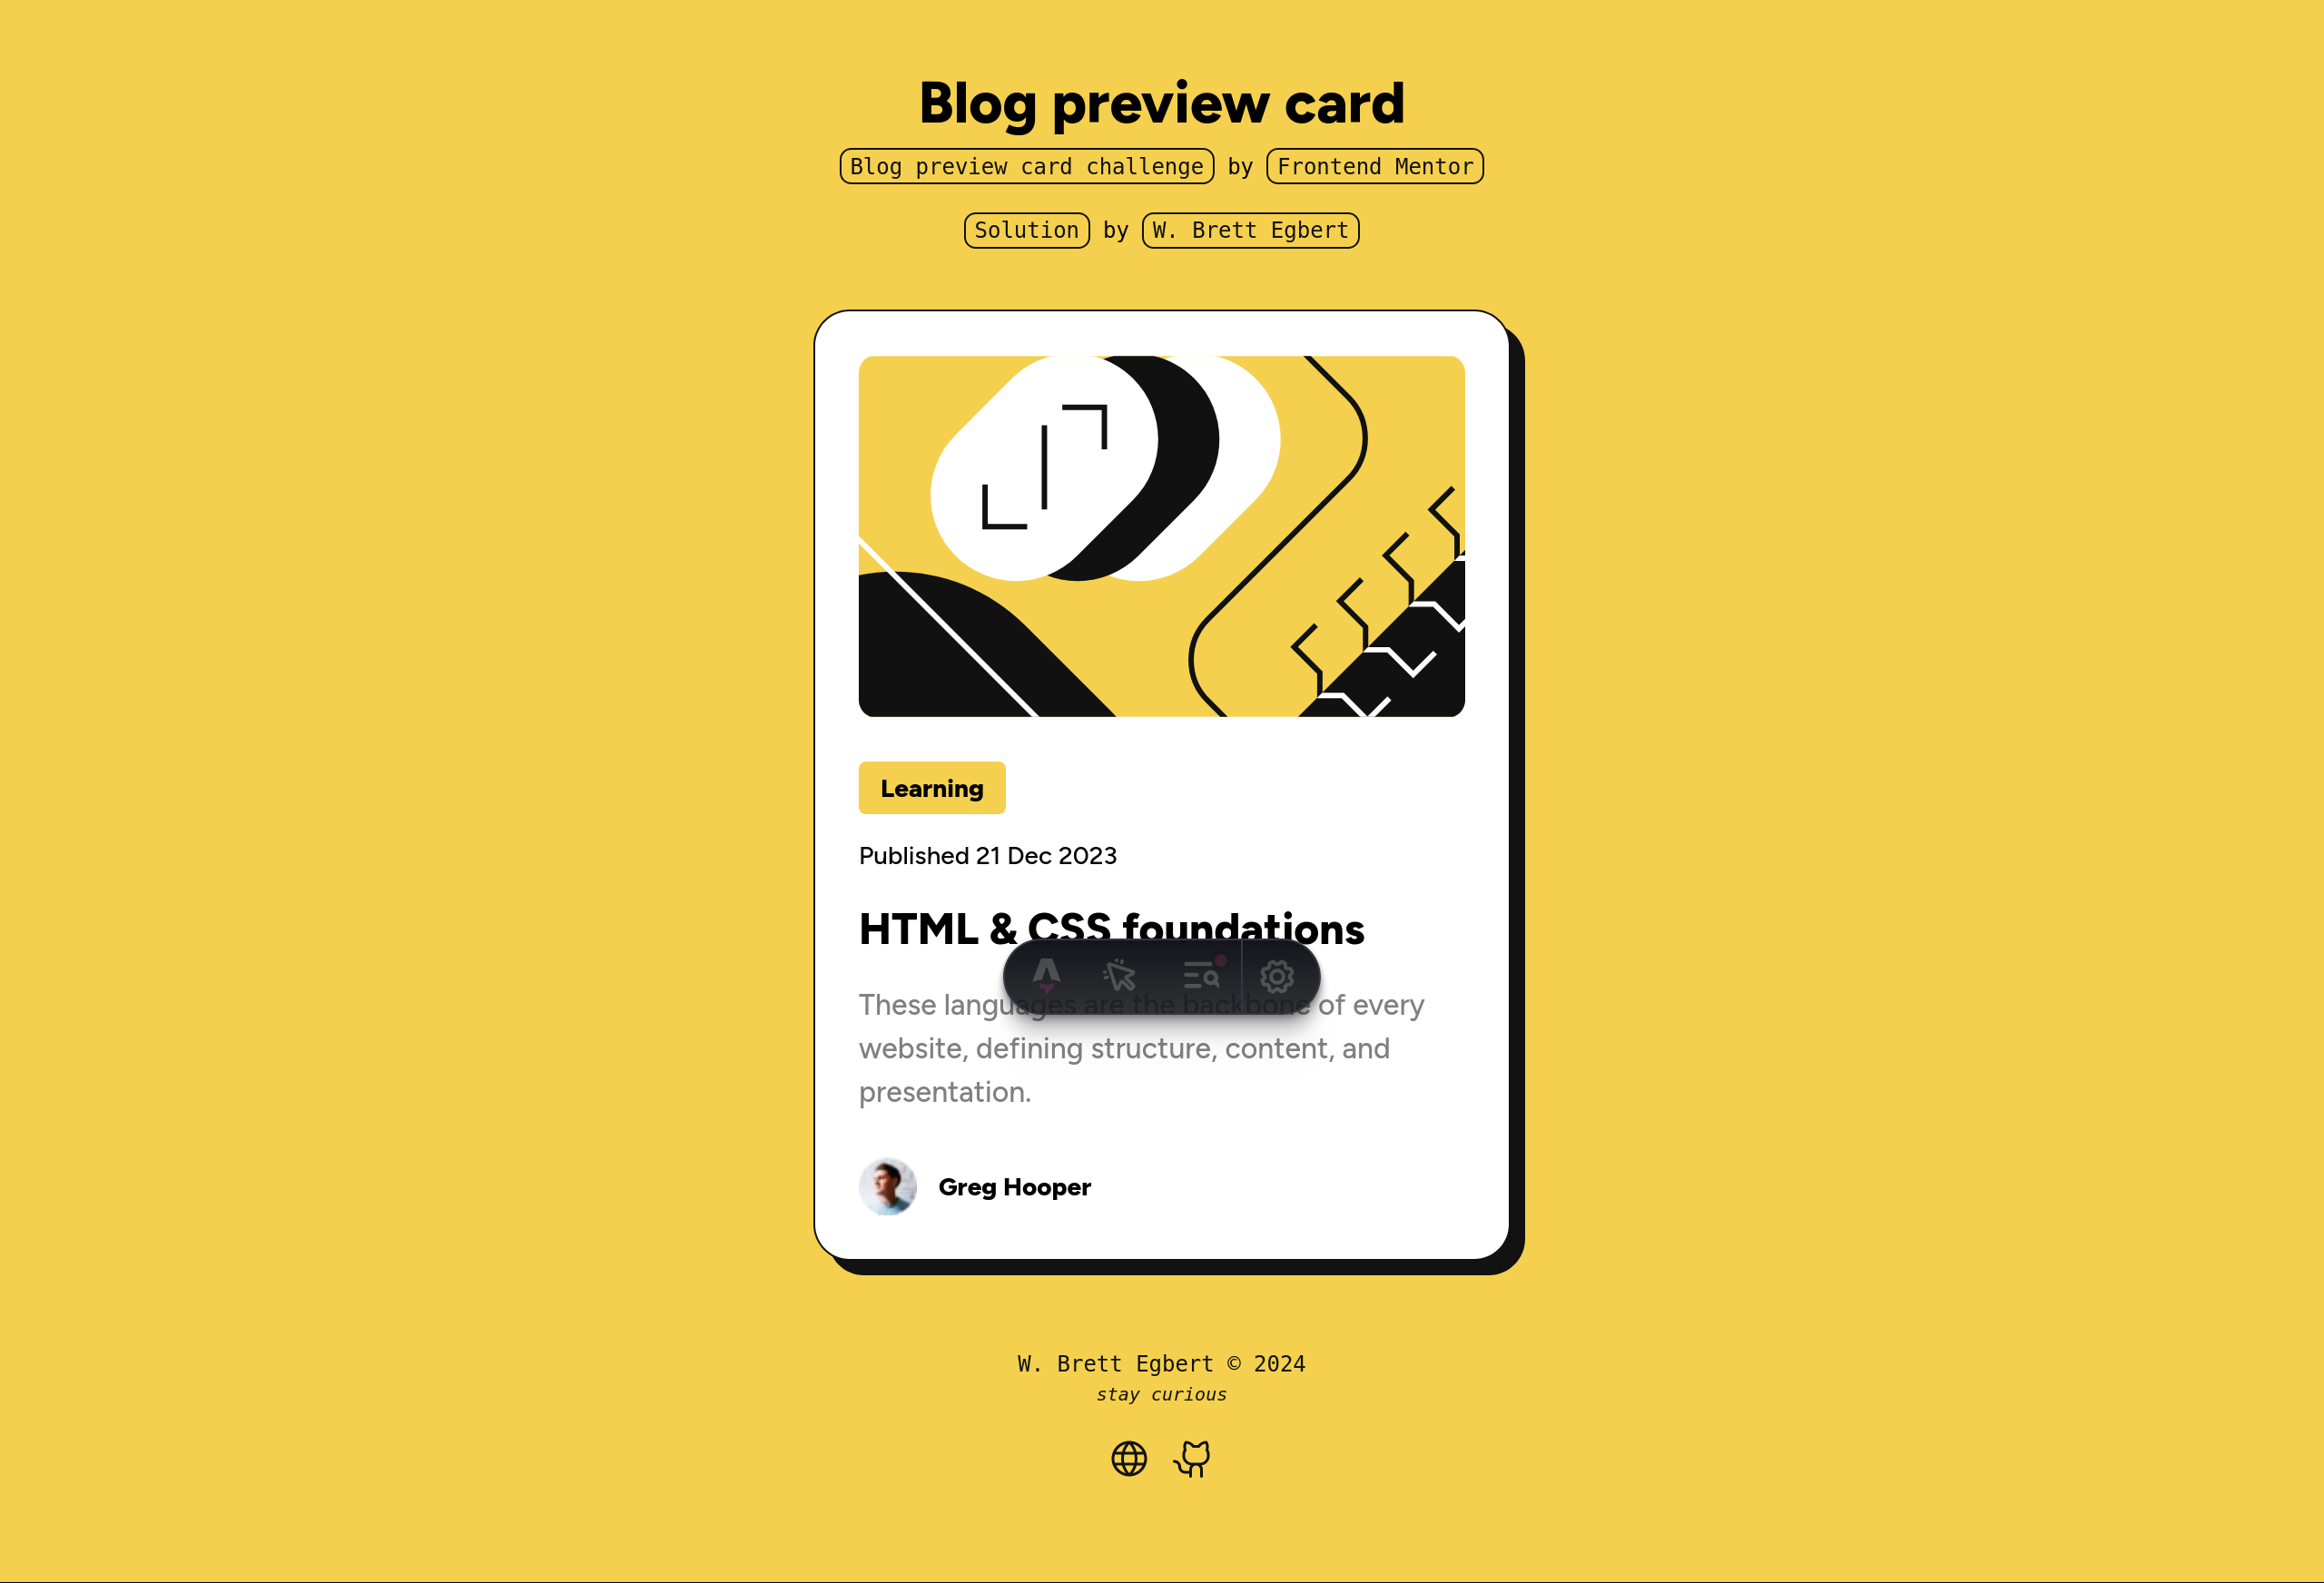 Blog preview card
Blog preview card challenge by Frontend Mentor
Solution by W. Brett Egbert
Learning
Published 21 Dec 2023
HTML & CSS foundations
These languages are the backbone of every
website, defining structure, content, and
presentation.
Greg Hooper
W. Brett Egbert © 2024
stay curious